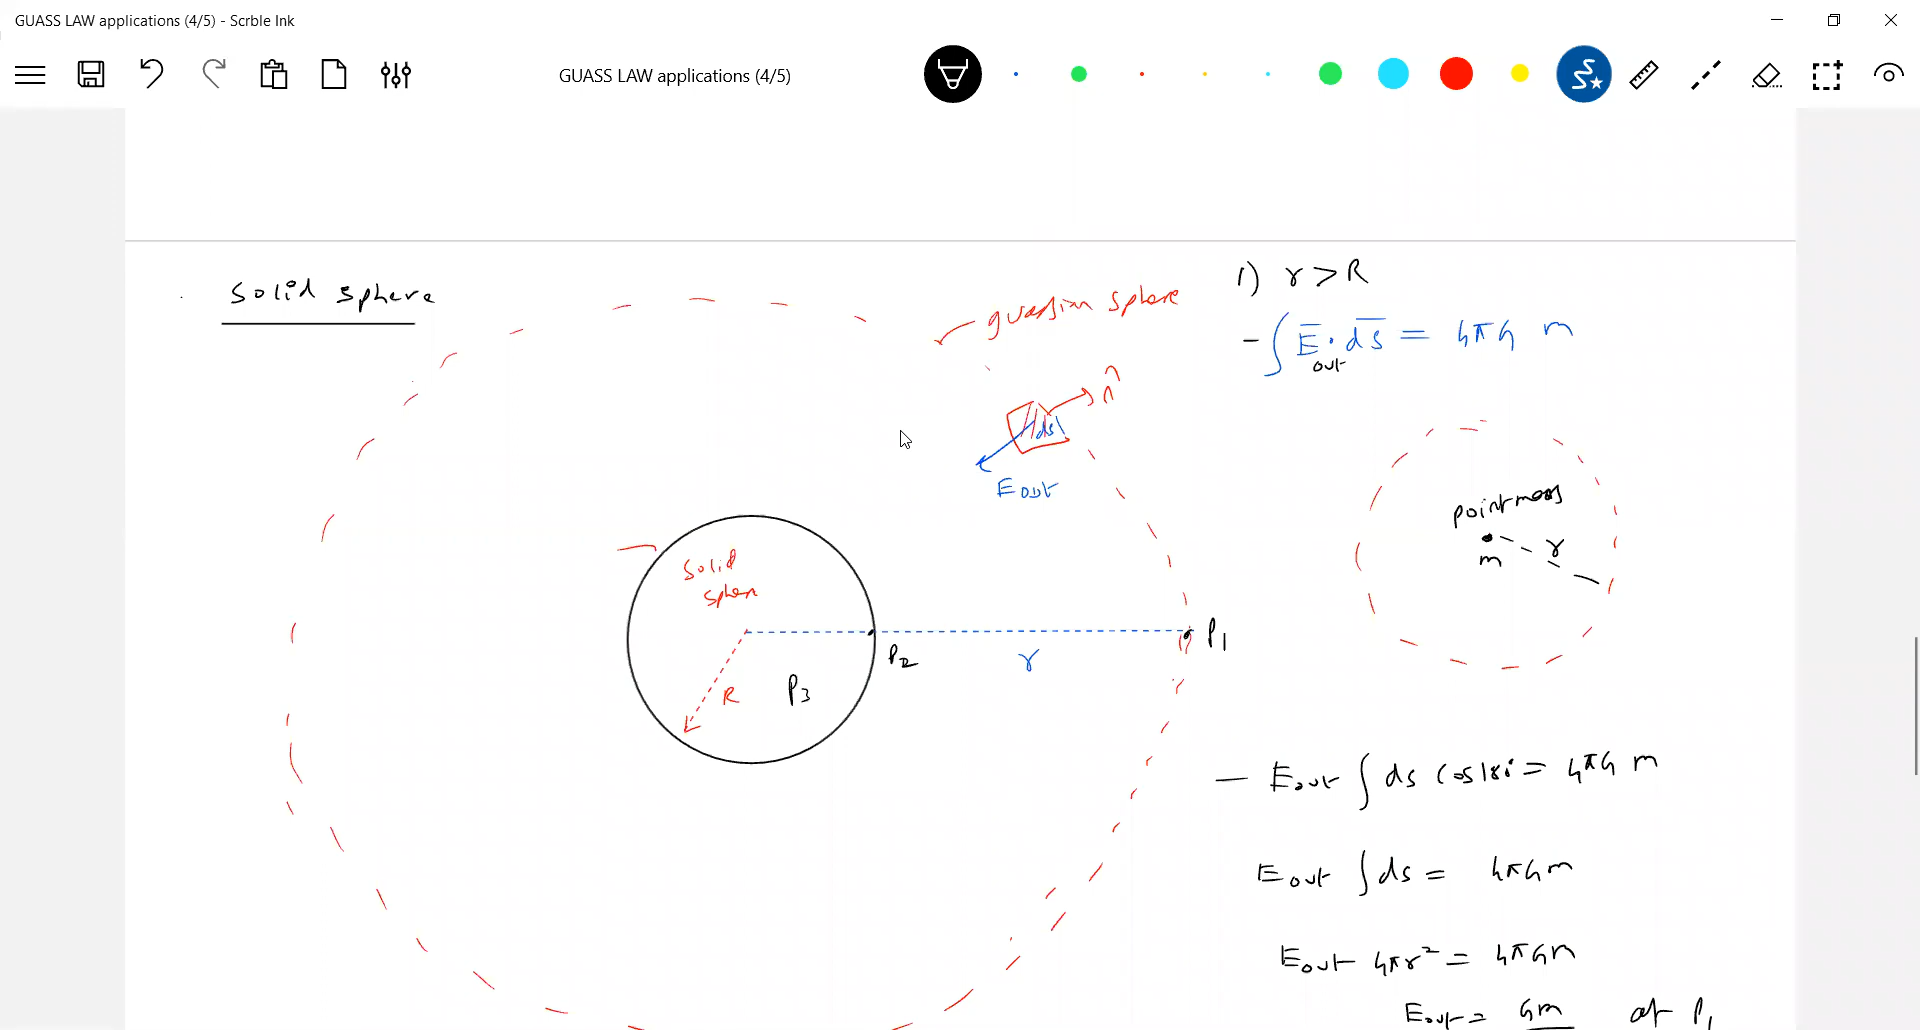 GUASS LAW applications (4/5) - Scrble Ink
GUASS LAW applications (4/5)
Solid sphere
guassian sphere
n̂
ds
E out
Solid
sphere
R
P3
P2
r
P1
1) r > R
- ∫ E̅out · d̅s̅ = 4πG m
point mass
m
r
- Eout ∫ ds cos 180° = 4πG m
Eout ∫ ds = 4πGm
Eout 4πr² = 4πGm
Eout = Gm at P1